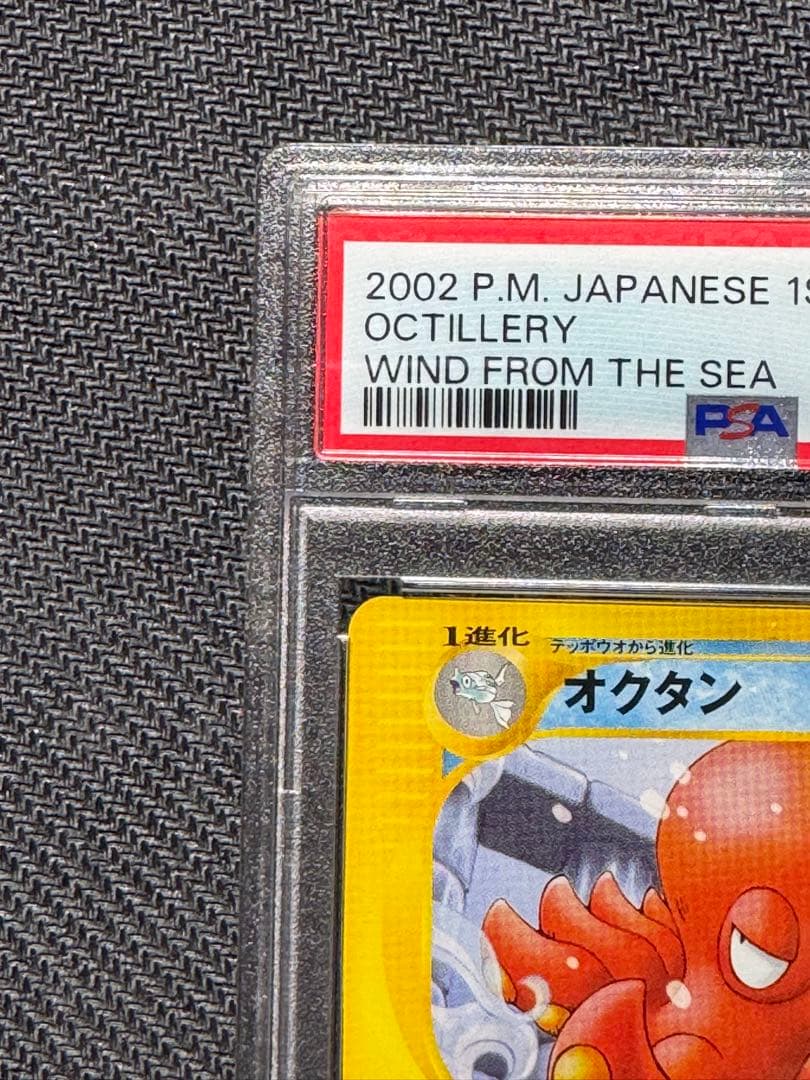 2002 P.M. JAPANESE 1S
OCTILLERY
WIND FROM THE SEA
PSA
1進化 テッポウオから進化
オクタン